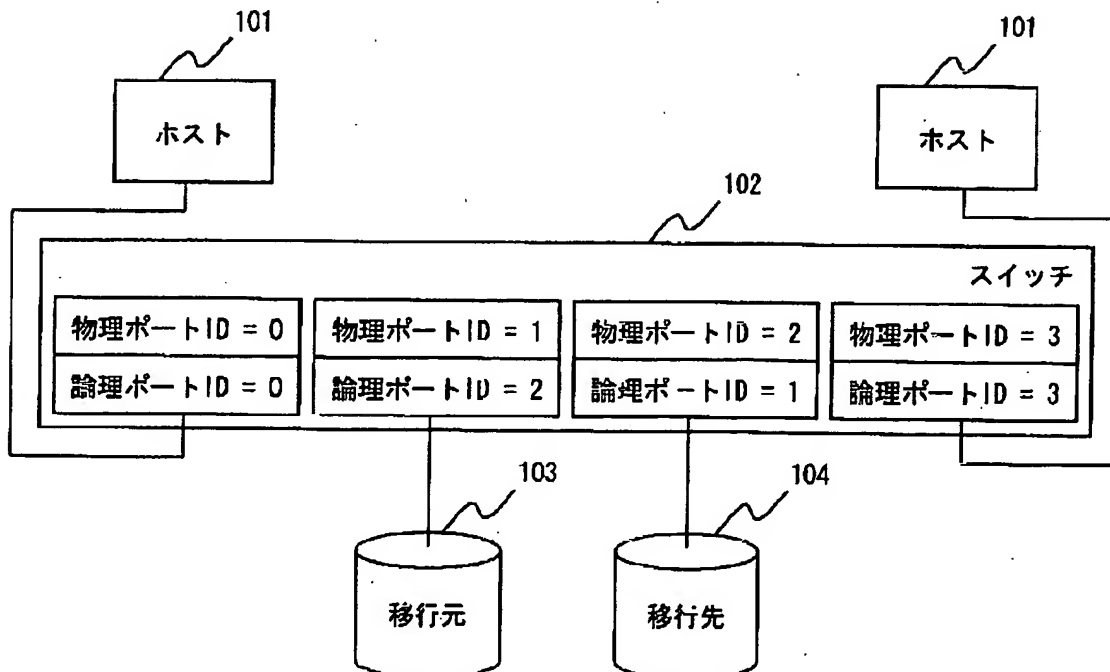 101
101
ホスト
ホスト
102
スイッチ
物理ポートID = 0
物理ポートID = 1
物理ポートID = 2
物理ポートID = 3
論理ポートID = 0
論理ポートID = 2
論理ポートID = 1
論理ポートID = 3
103
104
移行元
移行先